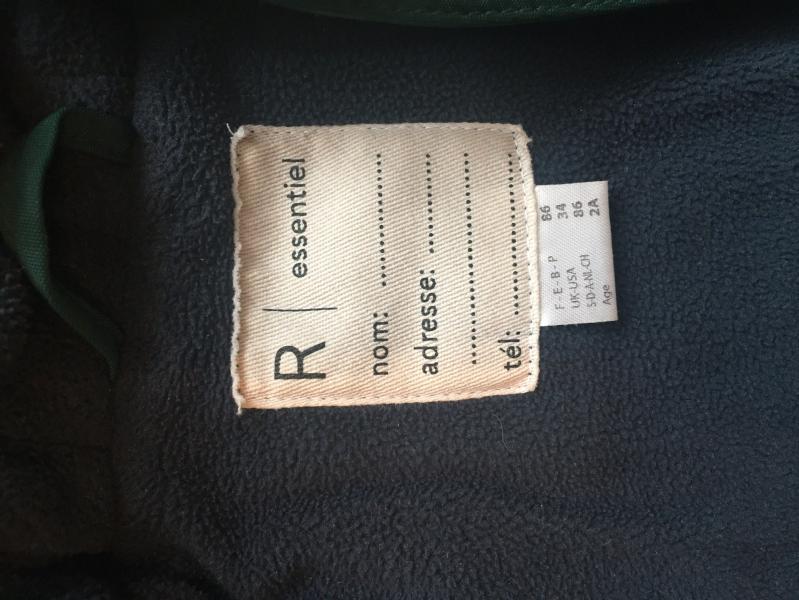 R | essentiel
nom: ....................
adresse: ...............
............................
tél: .....................
F - E - B - P 86
UK-USA 34
S-D-A-NL-CH 86
Age 2A